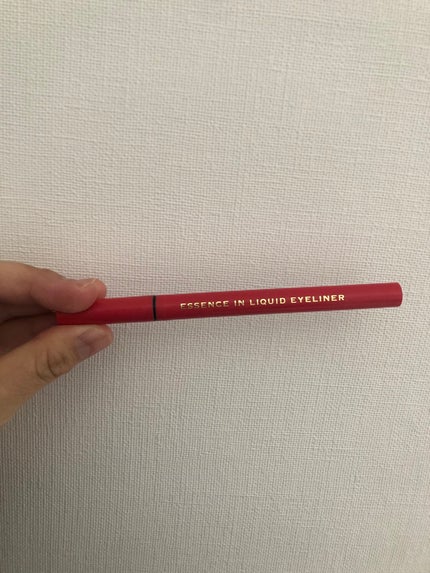 ESSENCE IN LIQUID EYELINER